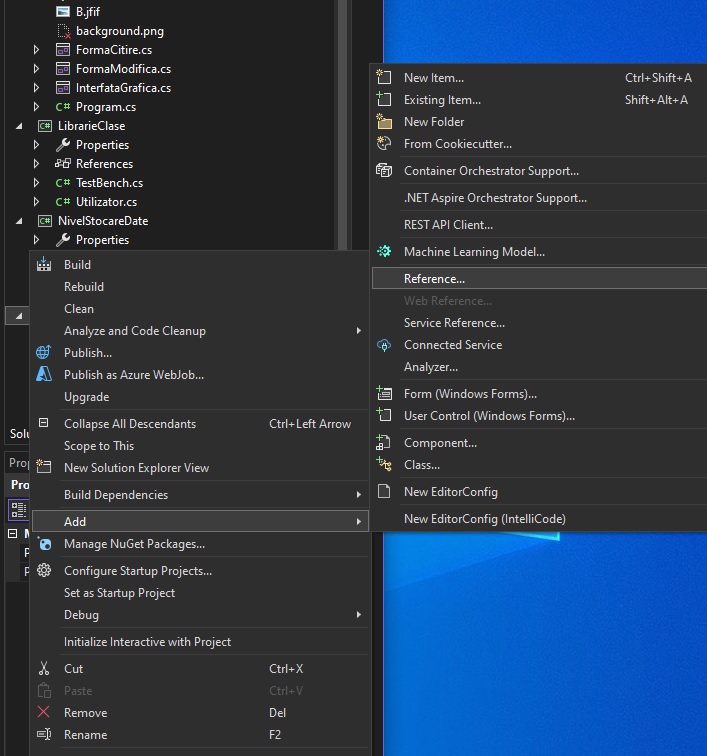 B.jfif
background.png
FormaCitire.cs
FormaModifica.cs
InterfataGrafica.cs
C# Program.cs
C# LibrarieClase
Properties
References
C# TestBench.cs
C# Utilizator.cs
C# NivelStocareDate
Properties
Solu
Prop
Pro
Build
Rebuild
Clean
Analyze and Code Cleanup
Publish...
Publish as Azure WebJob...
Upgrade
Collapse All Descendants Ctrl+Left Arrow
Scope to This
New Solution Explorer View
Build Dependencies
Add
Manage NuGet Packages...
Configure Startup Projects...
Set as Startup Project
Debug
Initialize Interactive with Project
Cut Ctrl+X
Paste Ctrl+V
Remove Del
Rename F2
New Item... Ctrl+Shift+A
Existing Item... Shift+Alt+A
New Folder
From Cookiecutter...
Container Orchestrator Support...
.NET Aspire Orchestrator Support...
REST API Client...
Machine Learning Model...
Reference...
Web Reference...
Service Reference...
Connected Service
Analyzer...
Form (Windows Forms)...
User Control (Windows Forms)...
Component...
Class...
New EditorConfig
New EditorConfig (IntelliCode)